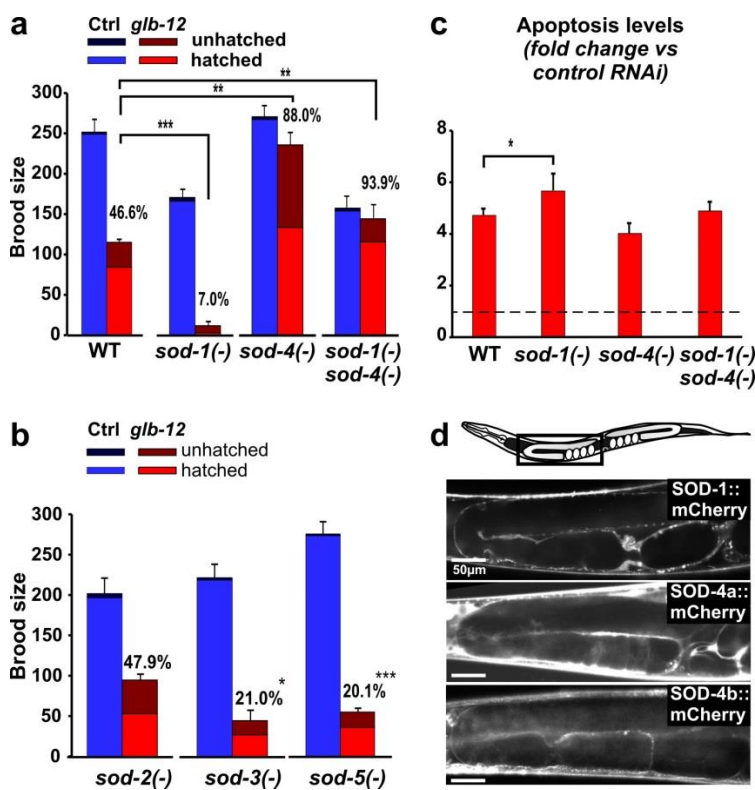 a
Ctrl glb-12
unhatched
hatched
Brood size
300
250
200
150
100
50
0
46.6%
***
7.0%
**
88.0%
**
93.9%
WT
sod-1(-)
sod-4(-)
sod-1(-)
sod-4(-)
c
Apoptosis levels
(fold change vs
control RNAi)
8
6
4
2
0
*
WT
sod-1(-)
sod-4(-)
sod-1(-)
sod-4(-)
b
Ctrl glb-12
unhatched
hatched
Brood size
300
250
200
150
100
50
0
47.9%
21.0%
*
20.1%
***
sod-2(-)
sod-3(-)
sod-5(-)
d
SOD-1::
mCherry
50µm
SOD-4a::
mCherry
SOD-4b::
mCherry